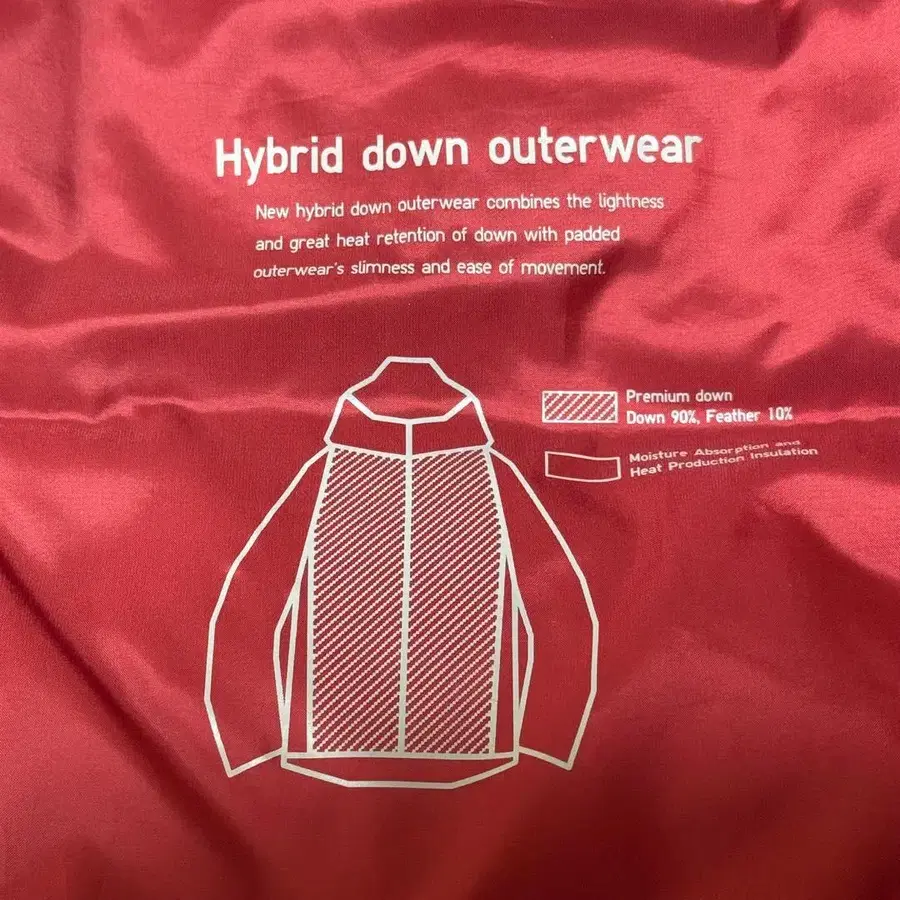 Hybrid down outerwear
New hybrid down outerwear combines the lightness
and great heat retention of down with padded
outerwear's slimness and ease of movement.
Premium down
Down 90%, Feather 10%
Moisture Absorption and
Heat Production Insulation